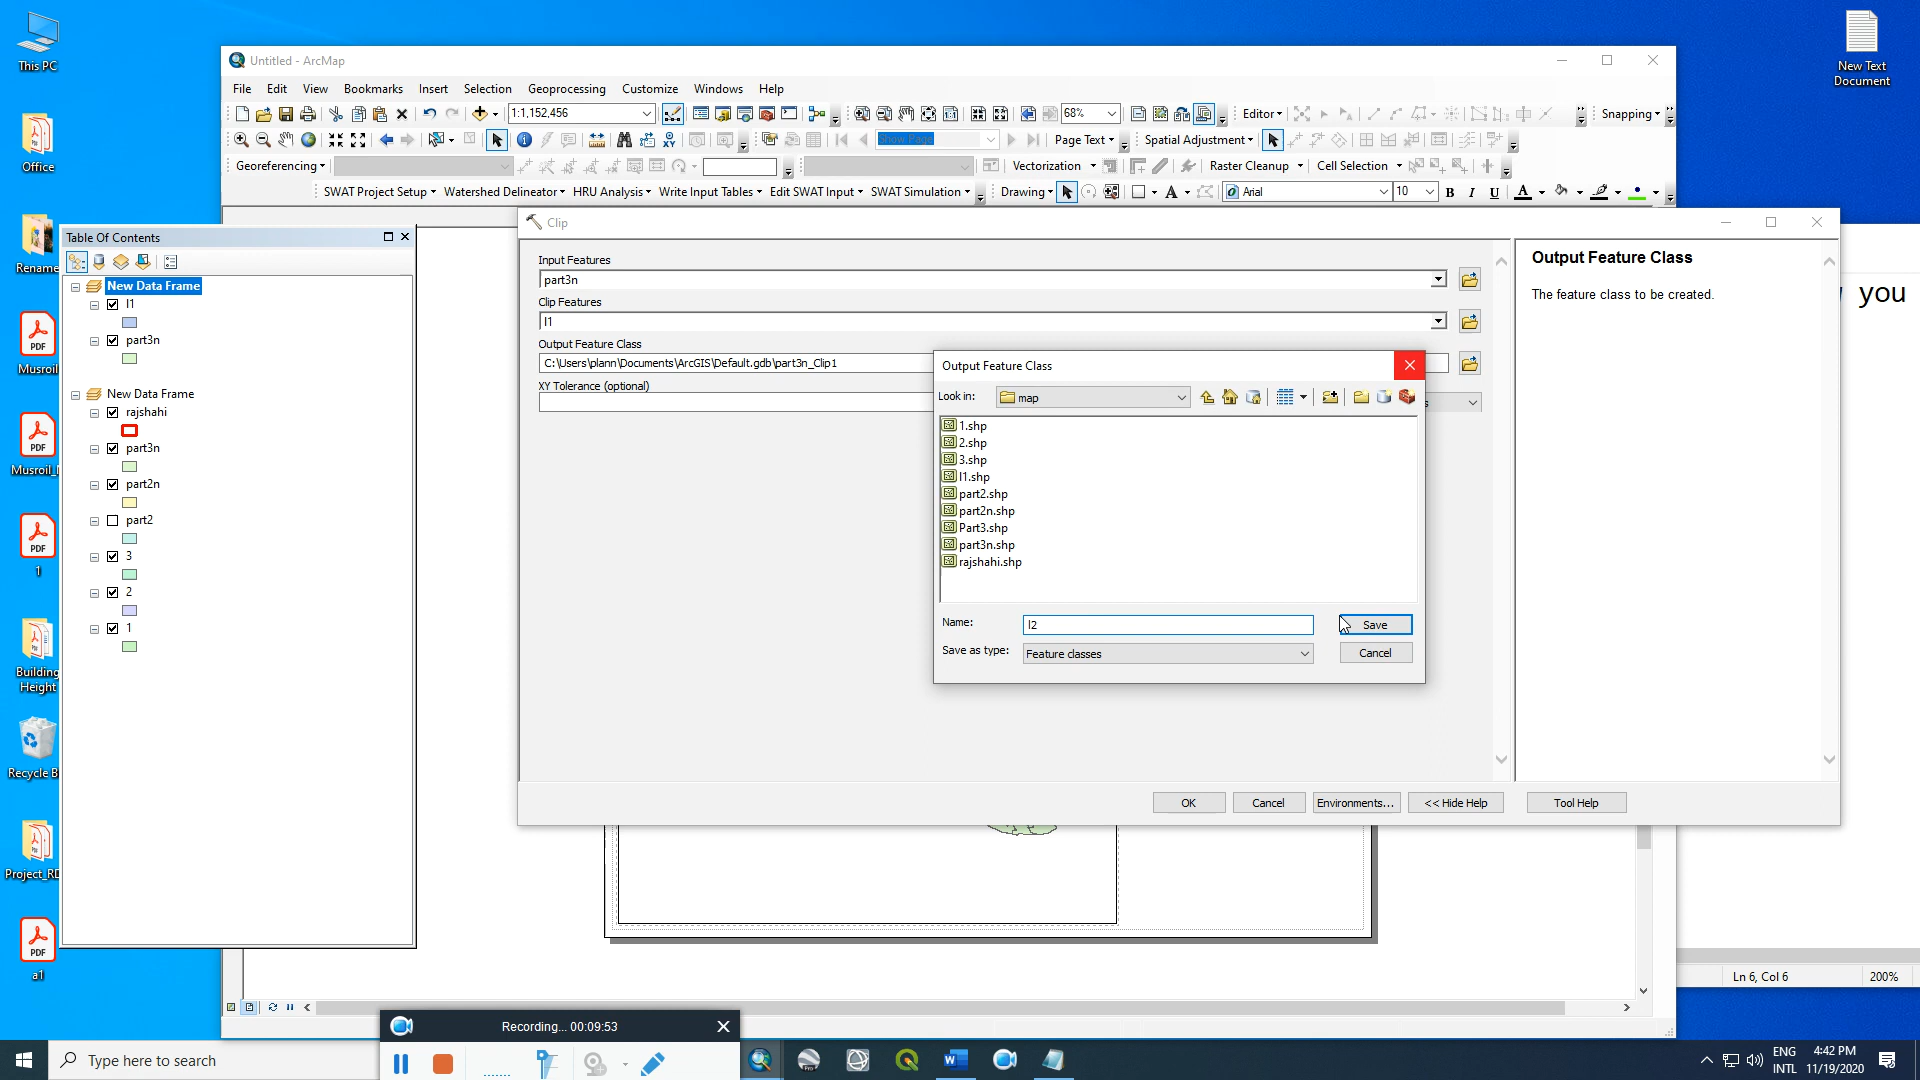 This PC
Office
Rename
Musroil
Musroil_
1
Building
Height
Recycle B
Project_RD
a1
New Text
Document
Untitled - ArcMap
File Edit View Bookmarks Insert Selection Geoprocessing Customize Windows Help
1:1,152,456
68%
Editor
Snapping
Show Page
Page Text
Spatial Adjustment
Georeferencing
Vectorization
Raster Cleanup
Cell Selection
SWAT Project Setup Watershed Delineator HRU Analysis Write Input Tables Edit SWAT Input SWAT Simulation
Drawing
Arial
10
B I U A
Table Of Contents
New Data Frame
l1
part3n
New Data Frame
rajshahi
part3n
part2n
part2
3
2
1
Clip
Input Features
part3n
Clip Features
l1
Output Feature Class
C:\Users\plann\Documents\ArcGIS\Default.gdb\part3n_Clip1
XY Tolerance (optional)
OK
Cancel
Environments...
<< Hide Help
Tool Help
Output Feature Class
The feature class to be created.
Output Feature Class
Look in:
map
1.shp
2.shp
3.shp
l1.shp
part2.shp
part2n.shp
Part3.shp
part3n.shp
rajshahi.shp
Name:
l2
Save
Save as type:
Feature classes
Cancel
you
Ln 6, Col 6
200%
Recording... 00:09:53
Type here to search
ENG
INTL
4:42 PM
11/19/2020